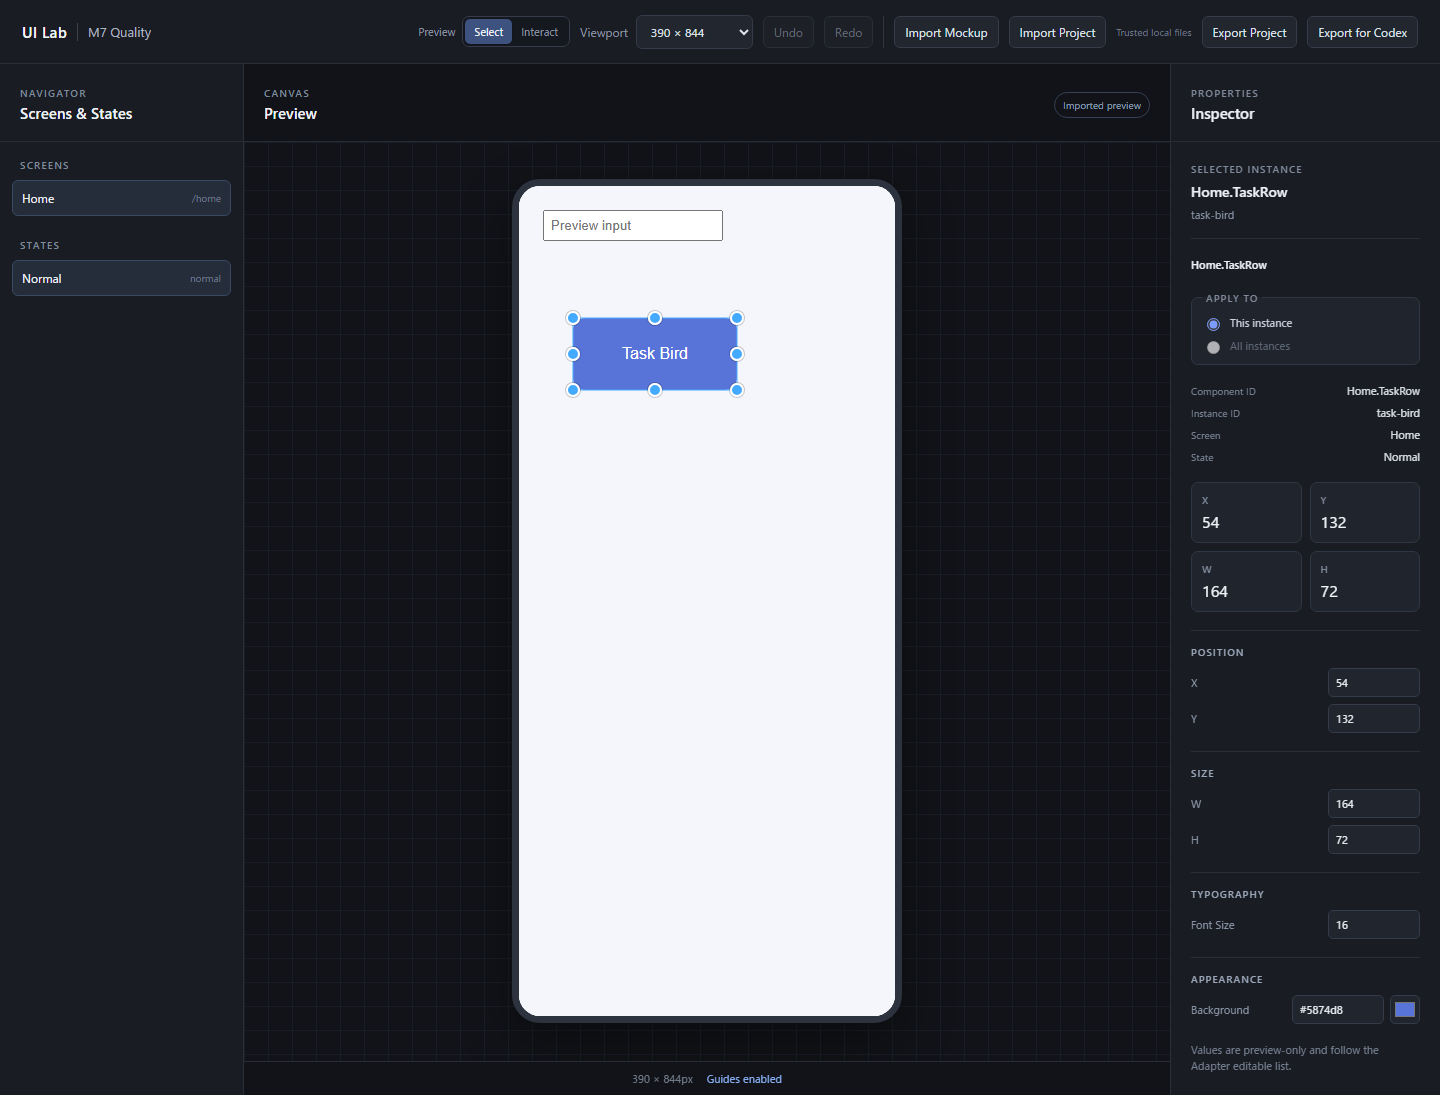 UI Lab
M7 Quality
Preview
Select
Interact
Viewport
390 × 844
Undo
Redo
Import Mockup
Import Project
Trusted local files
Export Project
Export for Codex
NAVIGATOR
Screens & States
SCREENS
Home
/home
STATES
Normal
normal
CANVAS
Preview
Imported preview
Preview input
Task Bird
390 × 844px
Guides enabled
PROPERTIES
Inspector
SELECTED INSTANCE
Home.TaskRow
task-bird
Home.TaskRow
APPLY TO
This instance
All instances
Component ID
Home.TaskRow
Instance ID
task-bird
Screen
Home
State
Normal
X
54
Y
132
W
164
H
72
POSITION
X
54
Y
132
SIZE
W
164
H
72
TYPOGRAPHY
Font Size
16
APPEARANCE
Background
#5874d8
Values are preview-only and follow the
Adapter editable list.